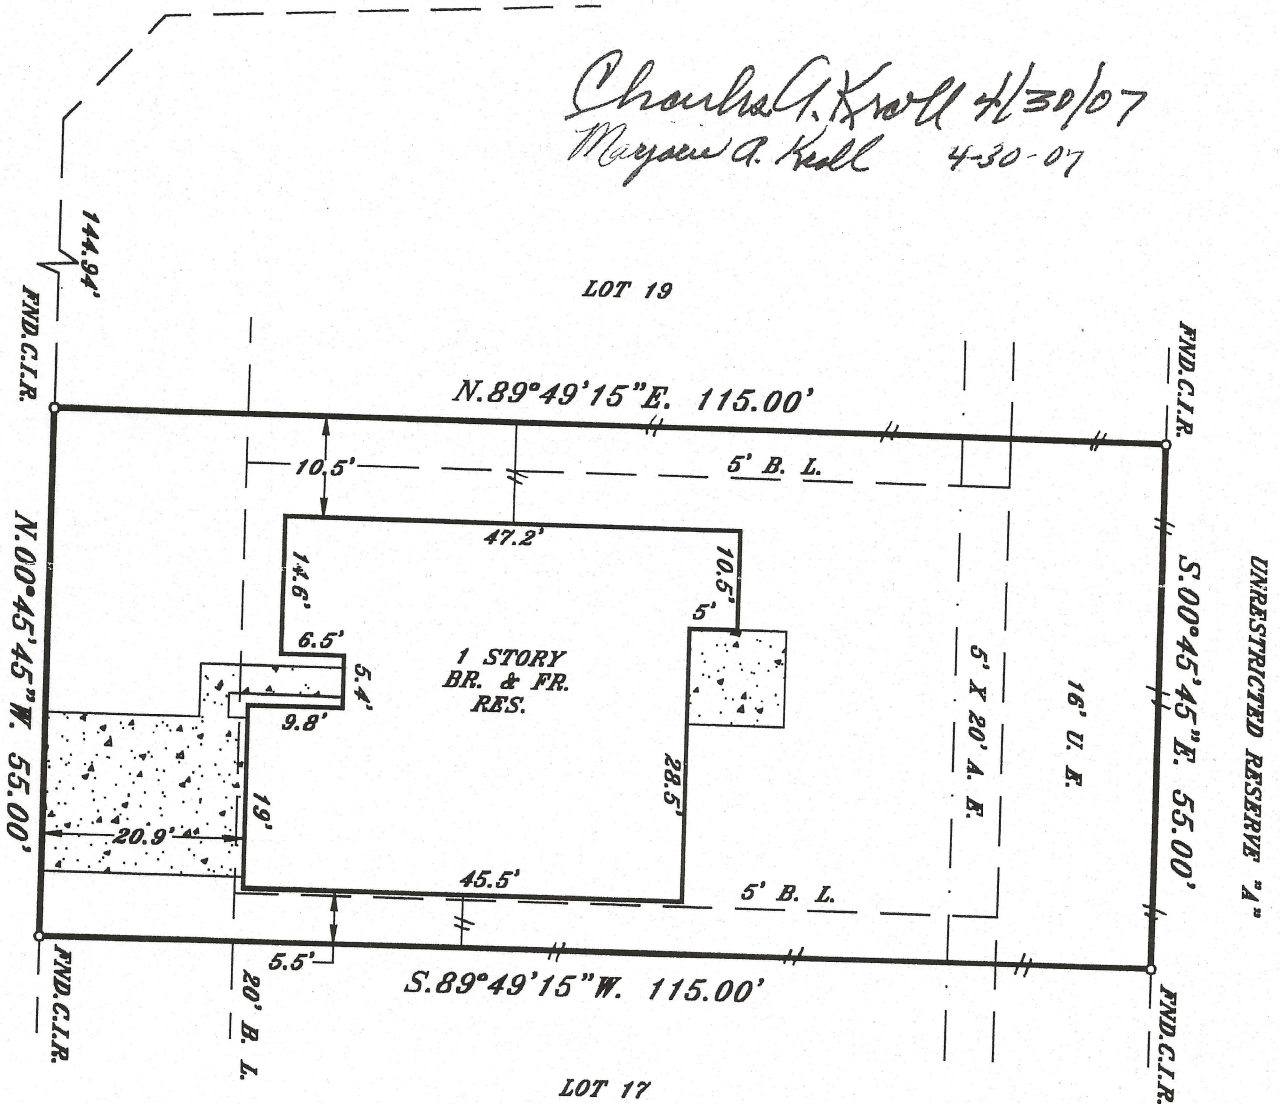 Charles A. Kroll 4/30/07
Marjorie A. Kroll 4-30-07
144.94'
LOT 19
FND.C.I.R.
FND.C.I.R.
N.89°49'15"E. 115.00'
10.5'
5' B. L.
47.2'
14.6'
10.5'
5'
6.5'
5.4'
9.8'
1 STORY
BR. & FR.
RES.
N.00°45'45"W. 55.00'
S.00°45'45"E. 55.00'
UNRESTRICTED RESERVE "A"
5' X 20' A. E.
16' U. E.
28.5'
19'
20.9'
45.5'
5' B. L.
5.5'
S.89°49'15"W. 115.00'
FND.C.I.R.
20' B. L.
FND.C.I.R.
LOT 17